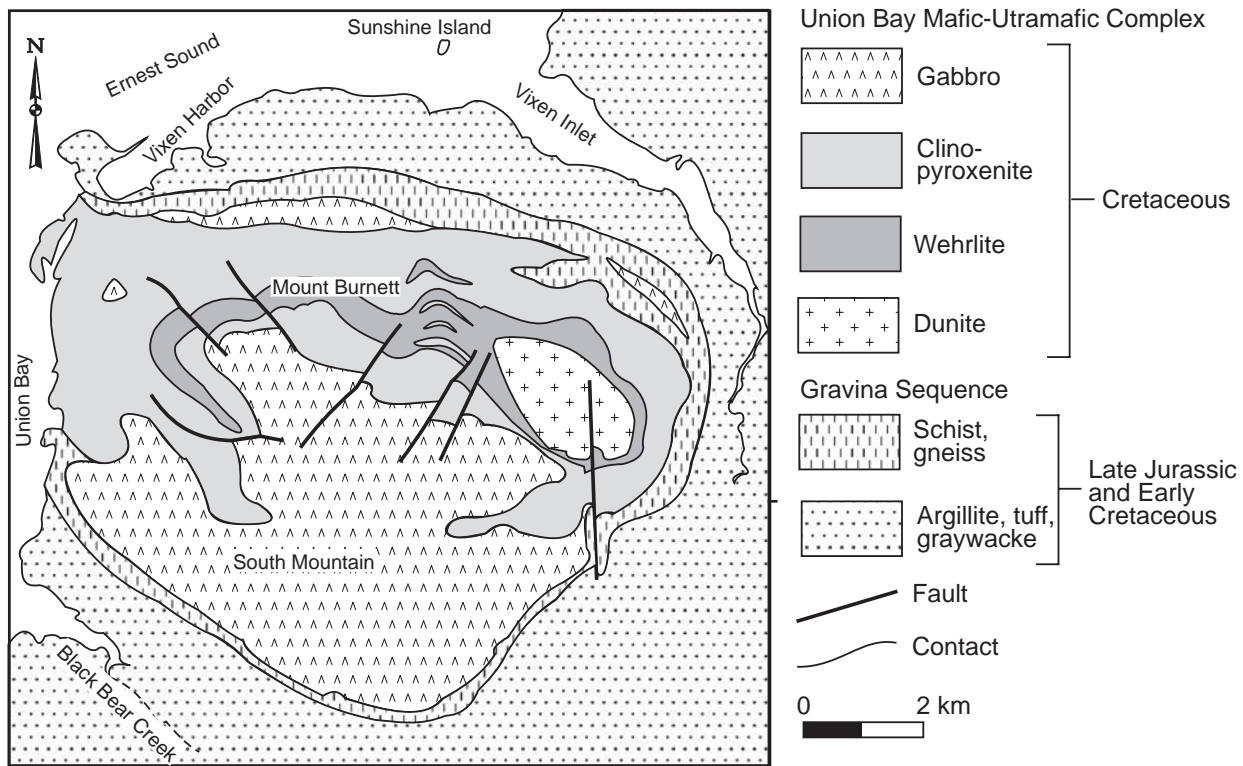 Union Bay Mafic-Utramafic Complex
Sunshine Island
N
Ernest Sound
Vixen Harbor
Vixen Inlet
Mount Burnett
Union Bay
South Mountain
Black Bear Creek
Gabbro
Clino-
pyroxenite
Wehrlite
Dunite
Cretaceous
Gravina Sequence
Schist,
gneiss
Argillite, tuff,
graywacke
Late Jurassic
and Early
Cretaceous
Fault
Contact
0 2 km